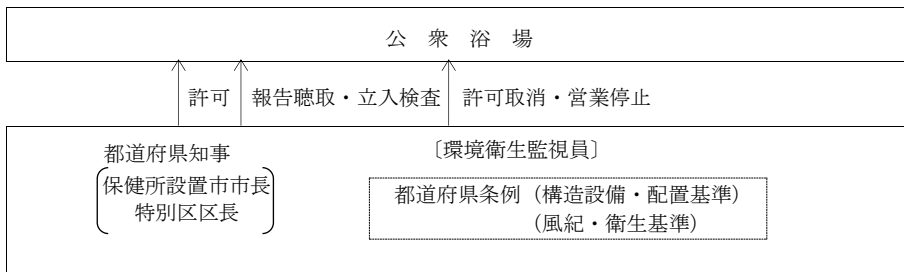 公 衆 浴 場
許可 報告聴取・立入検査 許可取消・営業停止
都道府県知事 〔環境衛生監視員〕
保健所設置市市長
特別区区長
都道府県条例(構造設備・配置基準)
(風紀・衛生基準)